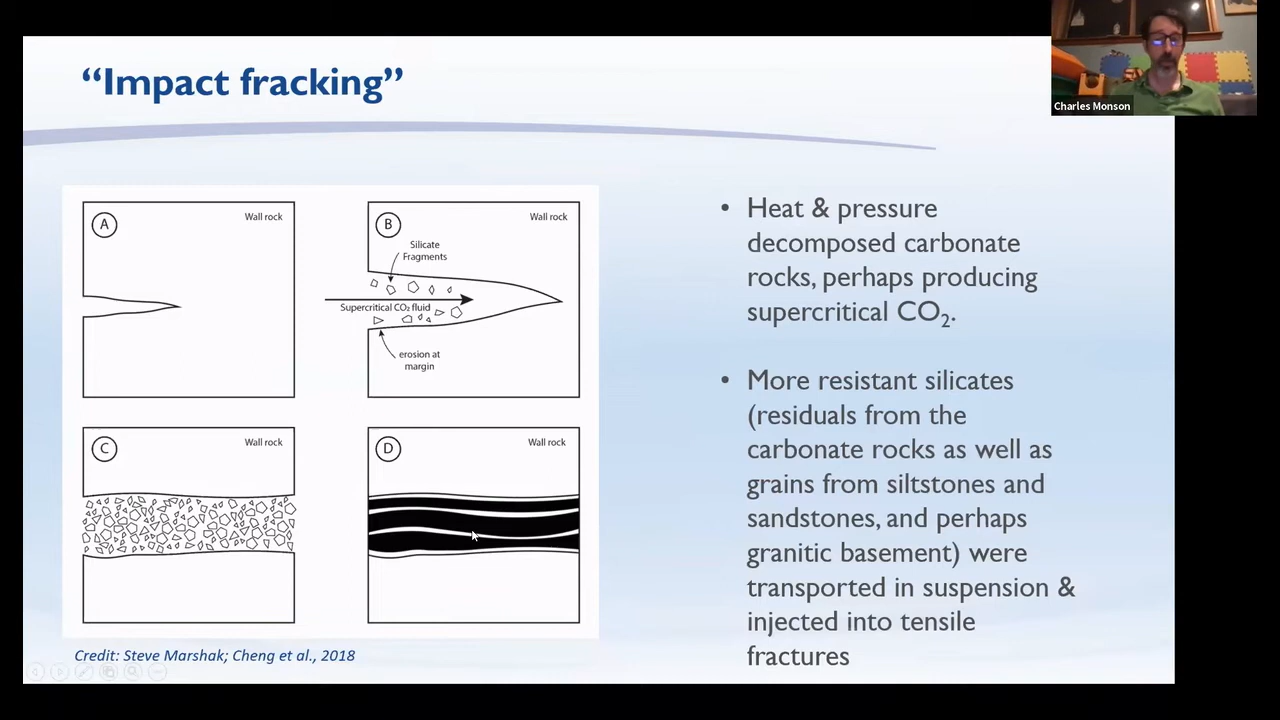 “Impact fracking”
Charles Monson
A
Wall rock
B
Wall rock
Silicate
Fragments
Supercritical CO₂ fluid
erosion at
margin
C
Wall rock
D
Wall rock
Credit: Steve Marshak; Cheng et al., 2018
• Heat & pressure
decomposed carbonate
rocks, perhaps producing
supercritical CO₂.
• More resistant silicates
(residuals from the
carbonate rocks as well as
grains from siltstones and
sandstones, and perhaps
granitic basement) were
transported in suspension &
injected into tensile
fractures